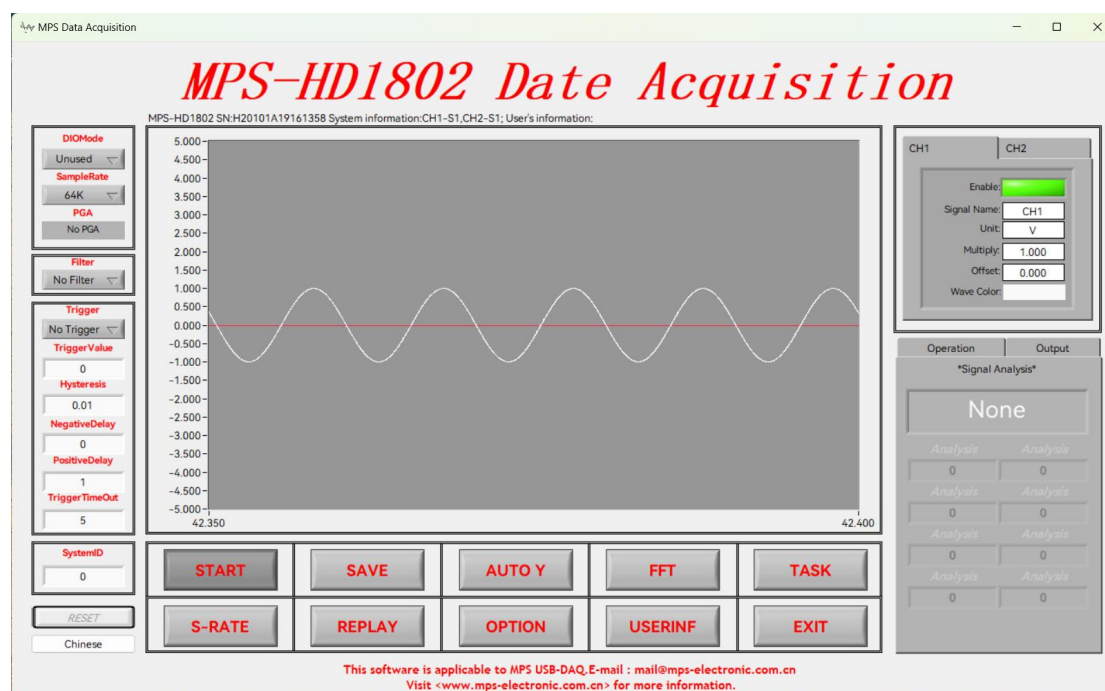 MPS Data Acquisition
MPS-HD1802 Date Acquisition
MPS-HD1802 SN:H20101A19161358 System information:CH1-S1,CH2-S1; User's information:
DIOMode
Unused
SampleRate
64K
PGA
No PGA
Filter
No Filter
Trigger
No Trigger
TriggerValue
0
Hysteresis
0.01
NegativeDelay
0
PositiveDelay
1
TriggerTimeOut
5
SystemID
0
RESET
Chinese
5.000
4.500
4.000
3.500
3.000
2.500
2.000
1.500
1.000
0.500
0.000
-0.500
-1.000
-1.500
-2.000
-2.500
-3.000
-3.500
-4.000
-4.500
-5.000
42.350 42.400
START SAVE AUTO Y FFT TASK
S-RATE REPLAY OPTION USERINF EXIT
CH1 CH2
Enable:
Signal Name: CH1
Unit: V
Multiply: 1.000
Offset: 0.000
Wave Color:
Operation Output
*Signal Analysis*
None
Analysis Analysis
0 0
Analysis Analysis
0 0
Analysis Analysis
0 0
Analysis Analysis
0 0
This software is applicable to MPS USB-DAQ.E-mail : mail@mps-electronic.com.cn
Visit <www.mps-electronic.com.cn> for more information.